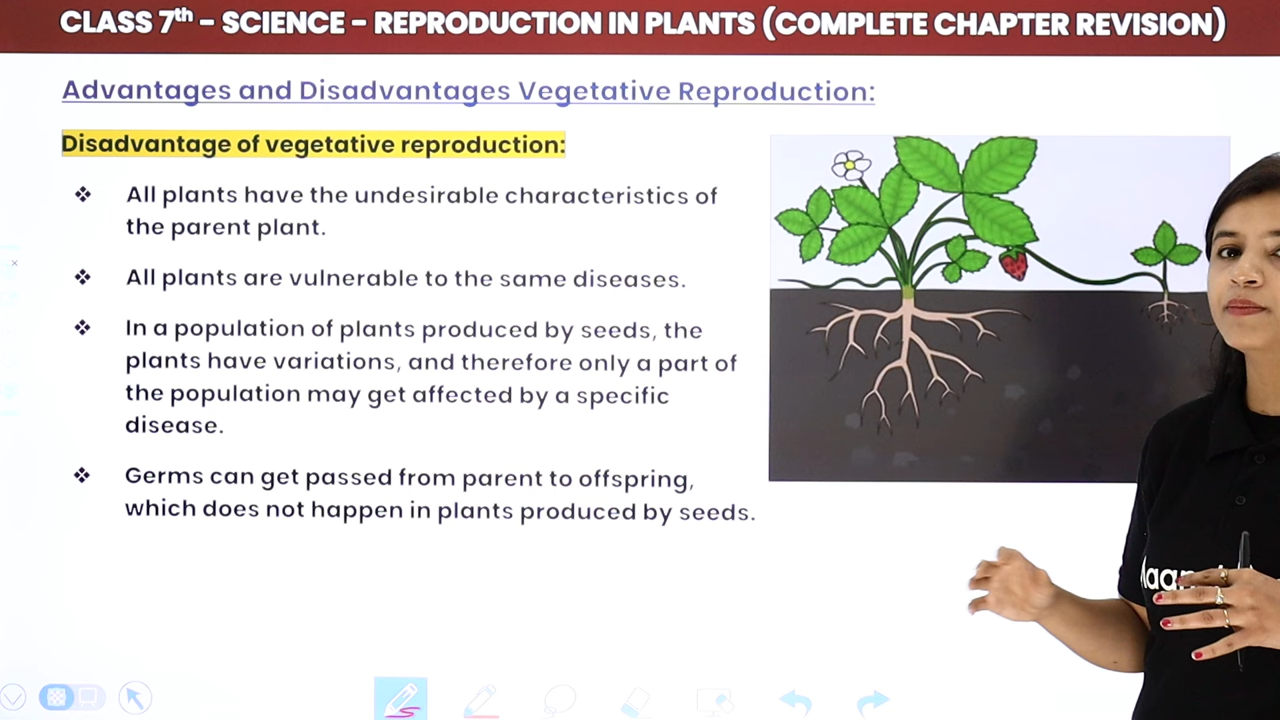 CLASS 7th – SCIENCE – REPRODUCTION IN PLANTS (COMPLETE CHAPTER REVISION)
Advantages and Disadvantages Vegetative Reproduction:
Disadvantage of vegetative reproduction:
❖ All plants have the undesirable characteristics of
the parent plant.
❖ All plants are vulnerable to the same diseases.
❖ In a population of plants produced by seeds, the
plants have variations, and therefore only a part of
the population may get affected by a specific
disease.
❖ Germs can get passed from parent to offspring,
which does not happen in plants produced by seeds.